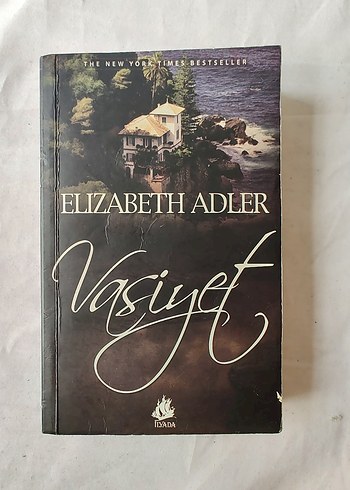 THE NEW YORK TIMES BESTSELLER
ELIZABETH ADLER
Vasiyet
İLYADA